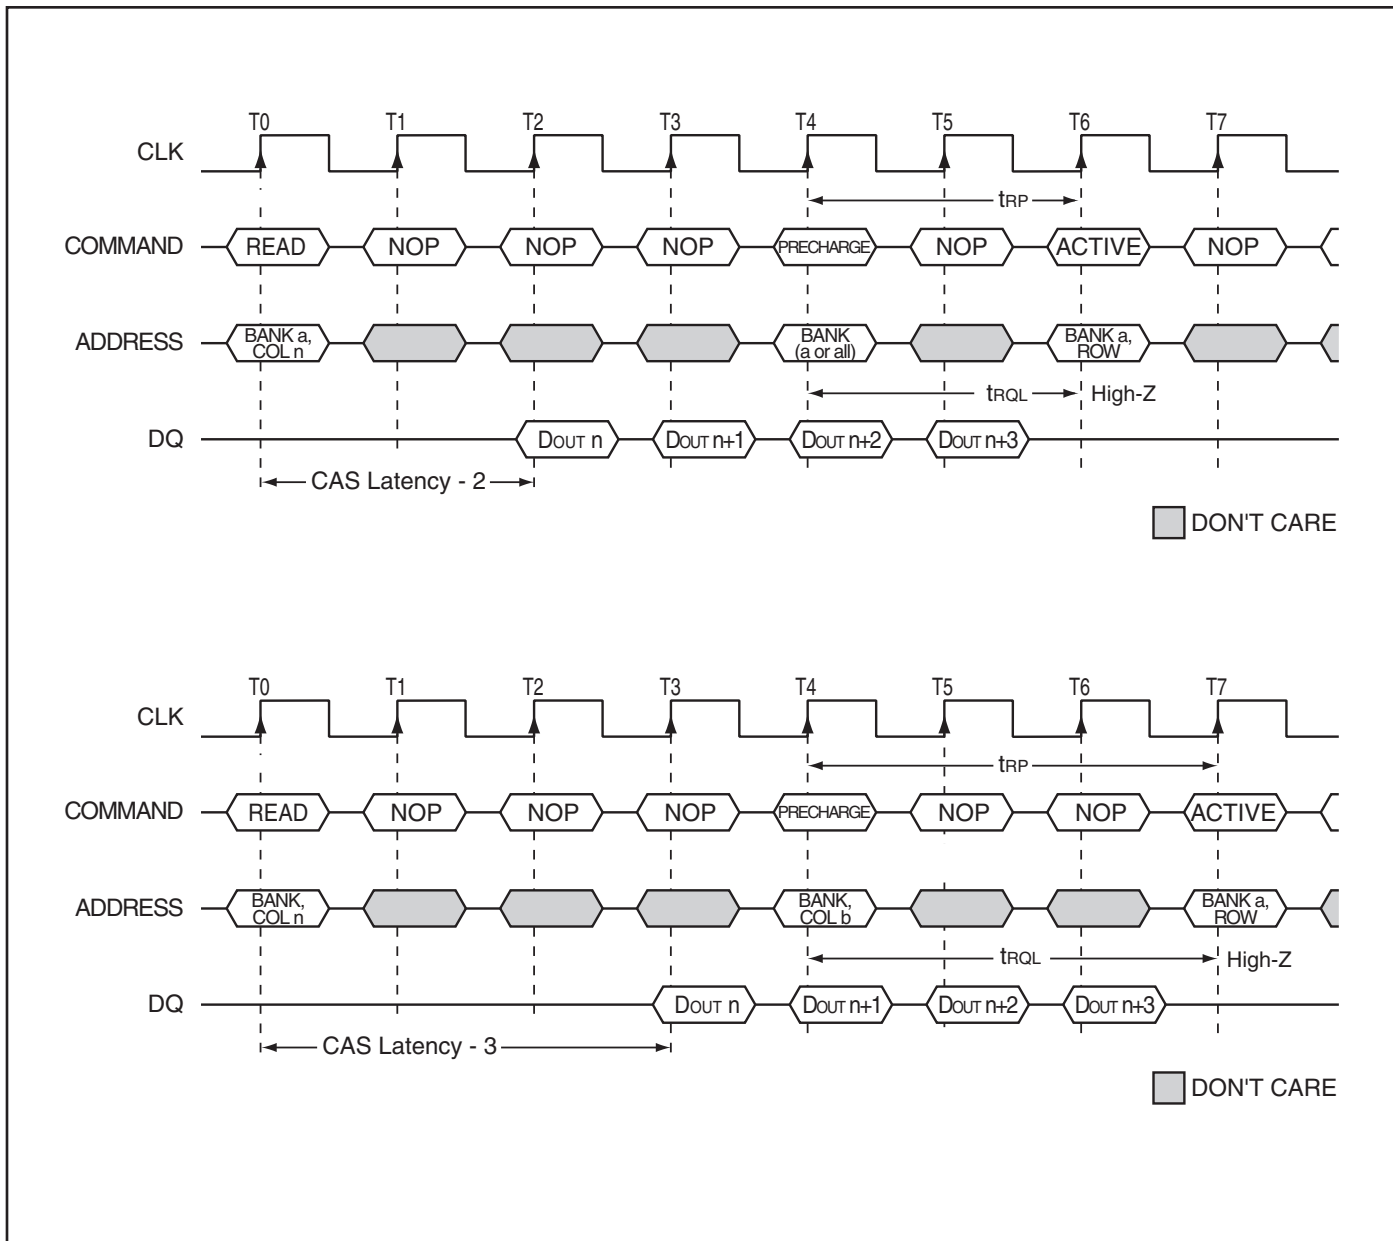 T0 T1 T2 T3 T4 T5 T6 T7
CLK
tRP
COMMAND READ NOP NOP NOP PRECHARGE NOP ACTIVE NOP
ADDRESS BANK a, COL n BANK (a or all) BANK a, ROW
tRQL High-Z
DQ DOUT n DOUT n+1 DOUT n+2 DOUT n+3
CAS Latency - 2
DON'T CARE
T0 T1 T2 T3 T4 T5 T6 T7
CLK
tRP
COMMAND READ NOP NOP NOP PRECHARGE NOP NOP ACTIVE
ADDRESS BANK, COL n BANK, COL b BANK a, ROW
tRQL High-Z
DQ DOUT n DOUT n+1 DOUT n+2 DOUT n+3
CAS Latency - 3
DON'T CARE